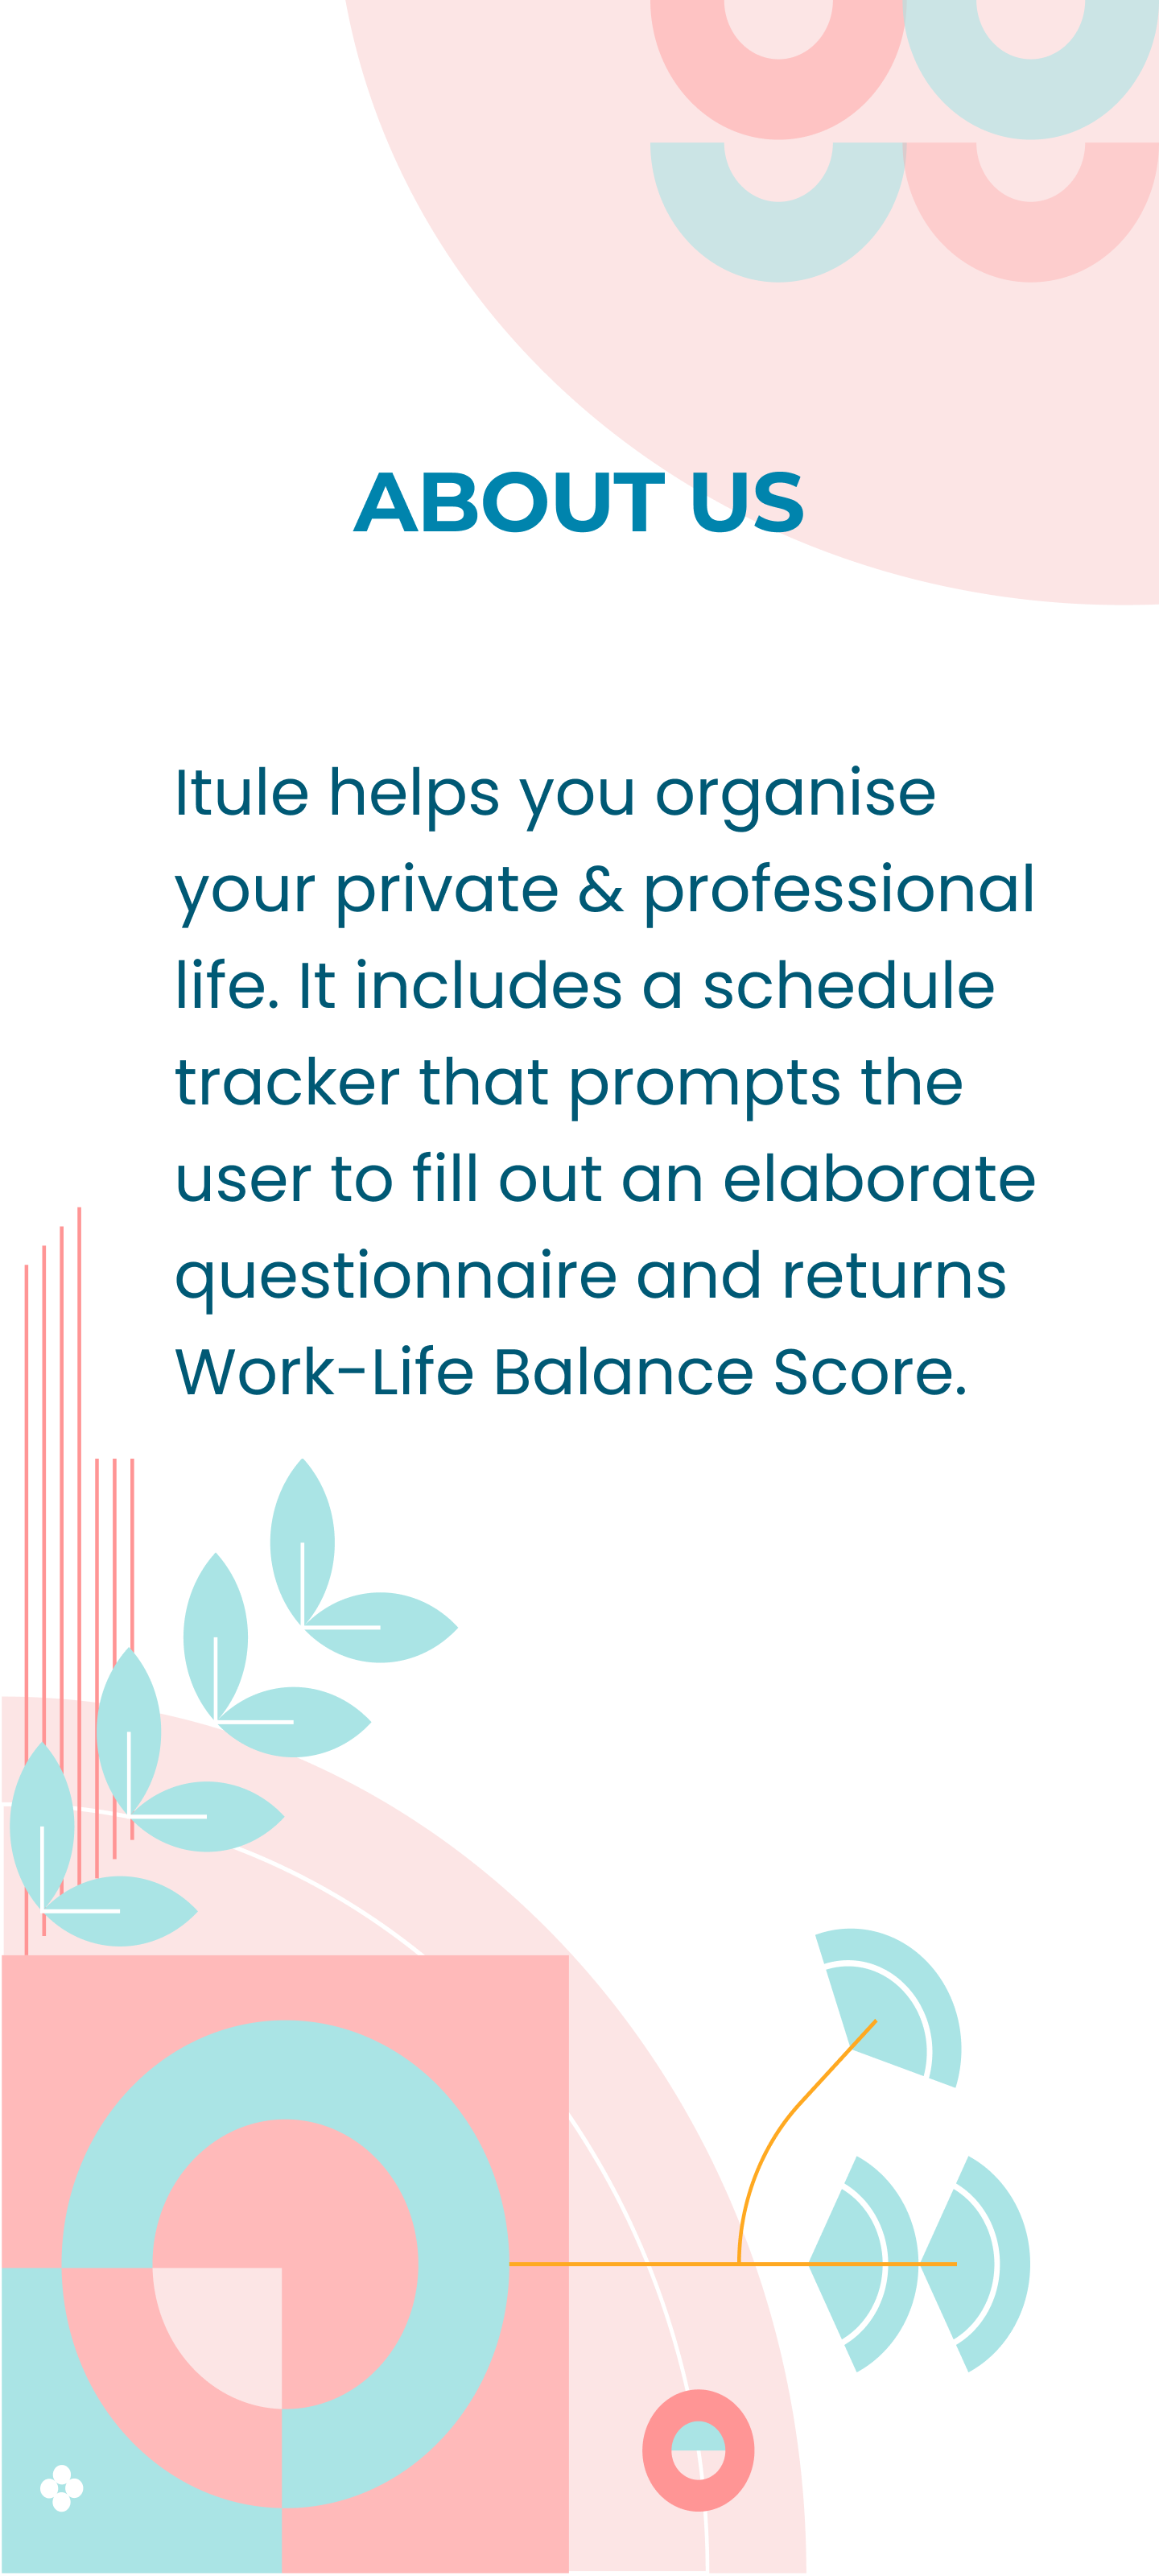 ABOUT US
Itule helps you organise
your private & professional
life. It includes a schedule
tracker that prompts the
user to fill out an elaborate
questionnaire and returns
Work-Life Balance Score.